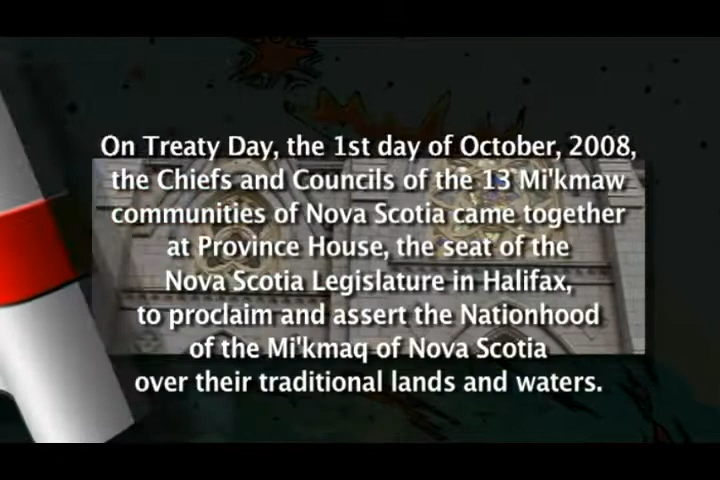 On Treaty Day, the 1st day of October, 2008,
the Chiefs and Councils of the 13 Mi'kmaw
communities of Nova Scotia came together
at Province House, the seat of the
Nova Scotia Legislature in Halifax,
to proclaim and assert the Nationhood
of the Mi'kmaq of Nova Scotia
over their traditional lands and waters.